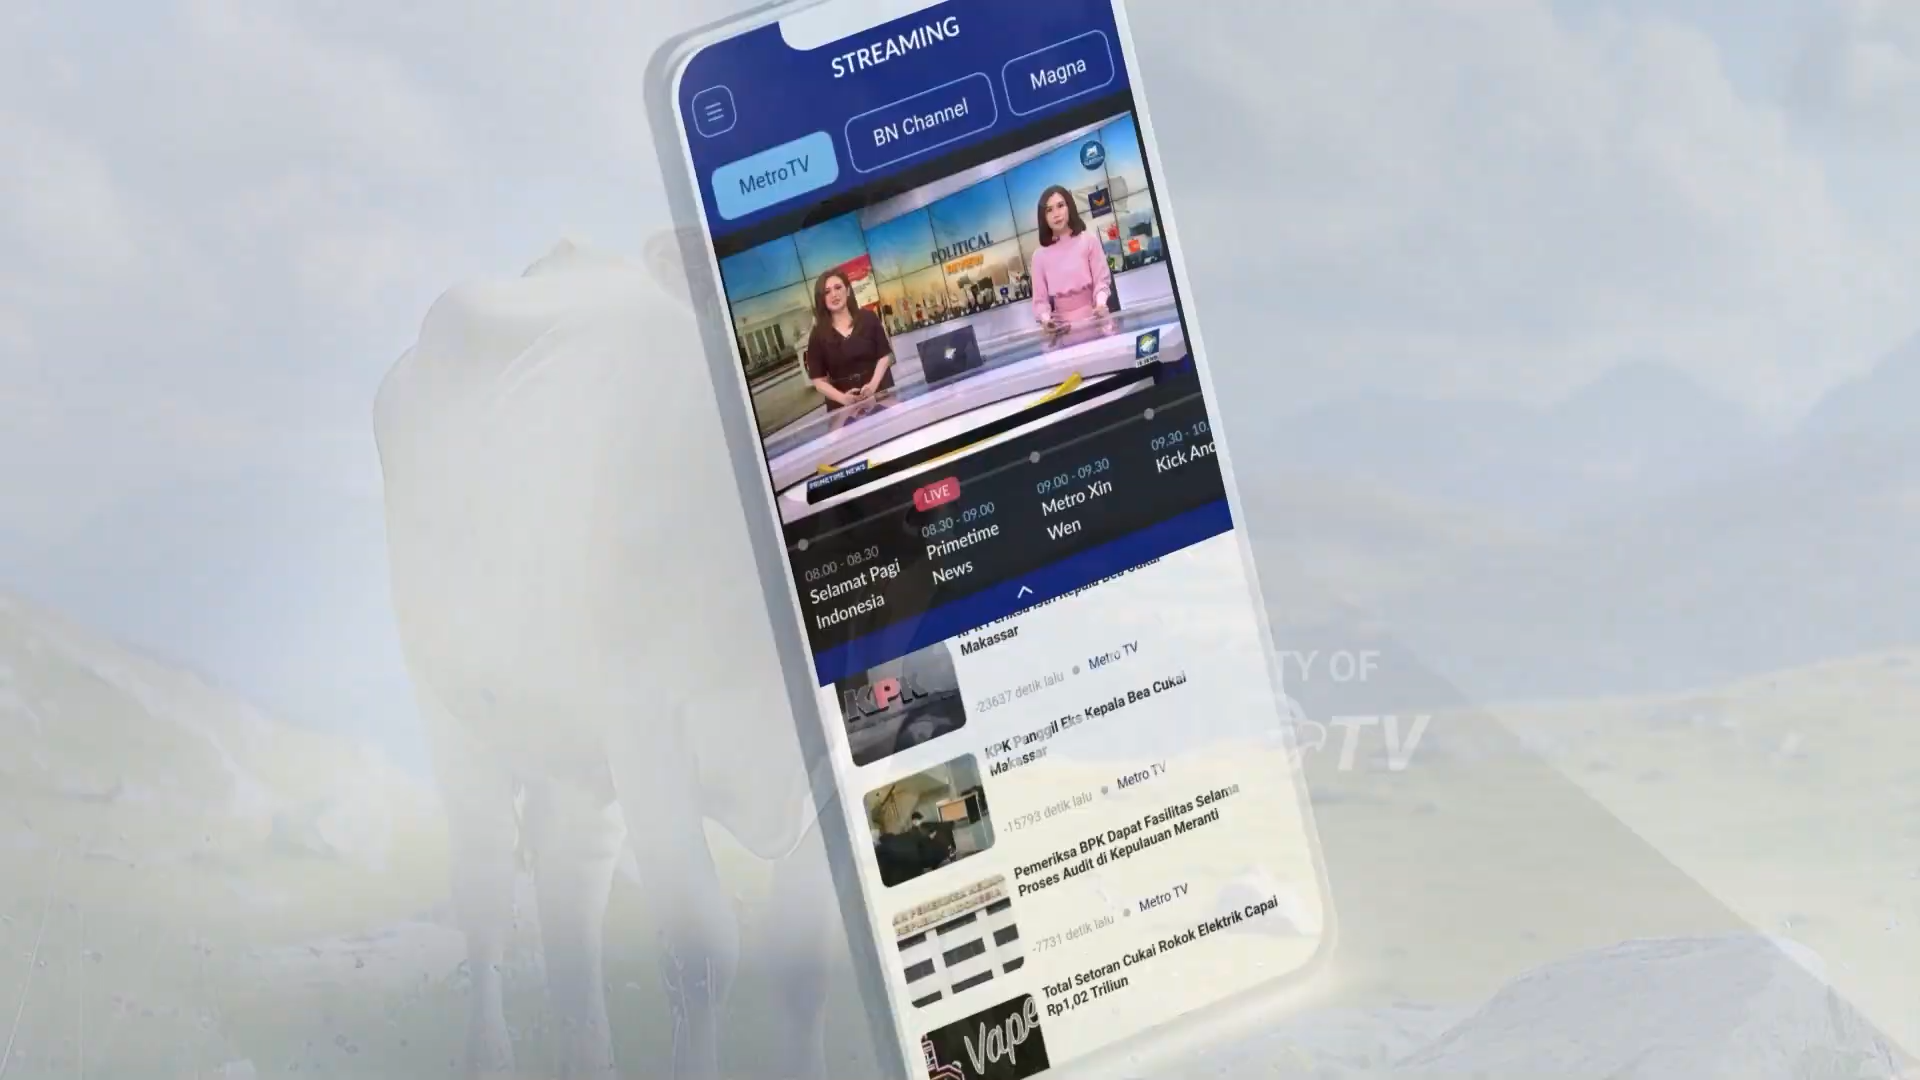 STREAMING
MetroTV
BN Channel
Magna
POLITICAL
REVIEW
PRIMETIME NEWS
LIVE
08.00 - 08.30
Selamat Pagi
Indonesia
08.30 - 09.00
Primetime
News
09.00 - 09.30
Metro Xin
Wen
09.30 - 10.
Kick And
Makassar
-23637 detik lalu
Metro TV
KPK
KPK Panggil Eks Kepala Bea Cukai
Makassar
-15793 detik lalu
Metro TV
Pemeriksa BPK Dapat Fasilitas Selama
Proses Audit di Kepulauan Meranti
-7731 detik lalu
Metro TV
Total Setoran Cukai Rokok Elektrik Capai
Rp1,02 Triliun
Vape
TY OF
TV